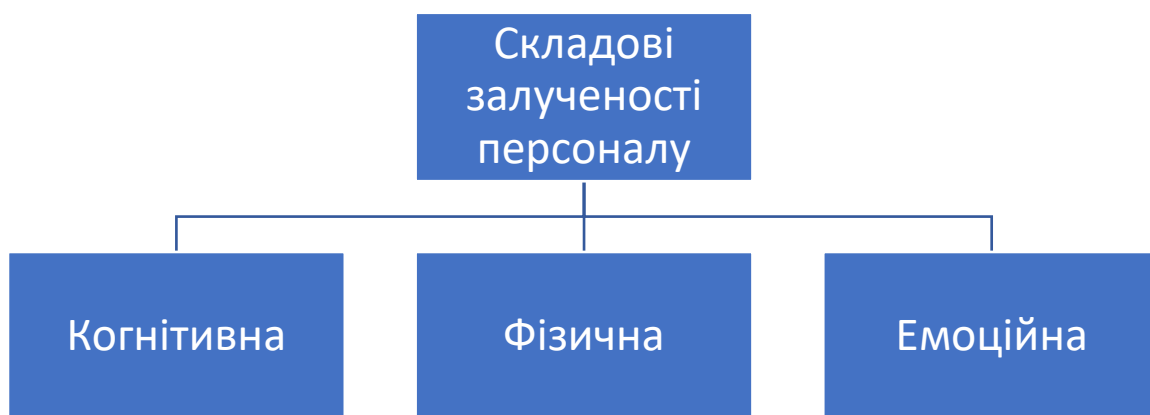 Складові
залученості
персоналу
Когнітивна
Фізична
Емоційна